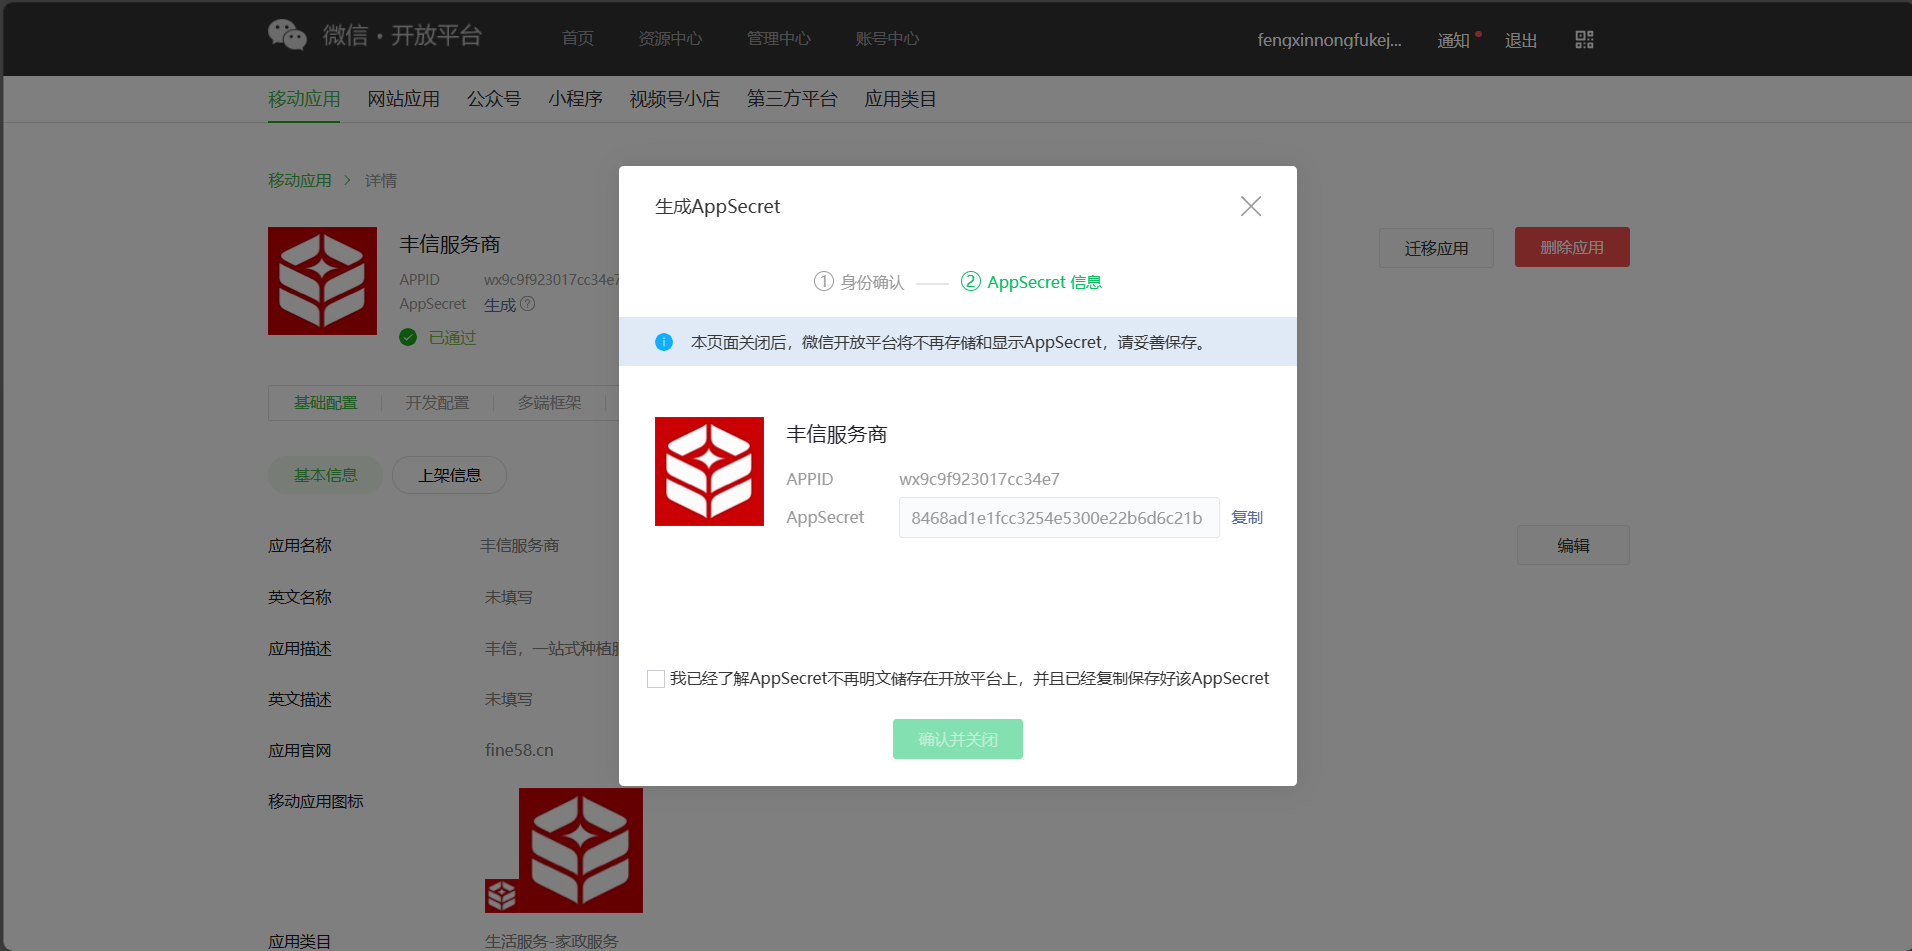 微信·开放平台 首页 资源中心 管理中心 账号中心 fengxinnongfukej... 通知 退出
移动应用 网站应用 公众号 小程序 视频号小店 第三方平台 应用类目
移动应用 > 详情
丰信服务商
APPID wx9c9f923017cc34e7
AppSecret 生成 ?
已通过
迁移应用 删除应用
基础配置 开发配置 多端框架
基本信息 上架信息
应用名称 丰信服务商
编辑
英文名称 未填写
应用描述 丰信，一站式种植服
英文描述 未填写
应用官网 fine58.cn
移动应用图标
应用类目 生活服务-家政服务
生成AppSecret
1 身份确认 2 AppSecret 信息
本页面关闭后，微信开放平台将不再存储和显示AppSecret，请妥善保存。
丰信服务商
APPID wx9c9f923017cc34e7
AppSecret 8468ad1e1fcc3254e5300e22b6d6c21b 复制
我已经了解AppSecret不再明文储存在开放平台上，并且已经复制保存好该AppSecret
确认并关闭